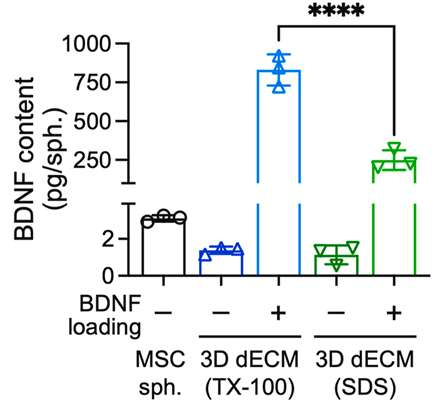 ****
1000
750
500
250
2
0
BDNF content
(pg/sph.)
BDNF
loading
− − + − +
MSC
sph.
3D dECM
(TX-100)
3D dECM
(SDS)